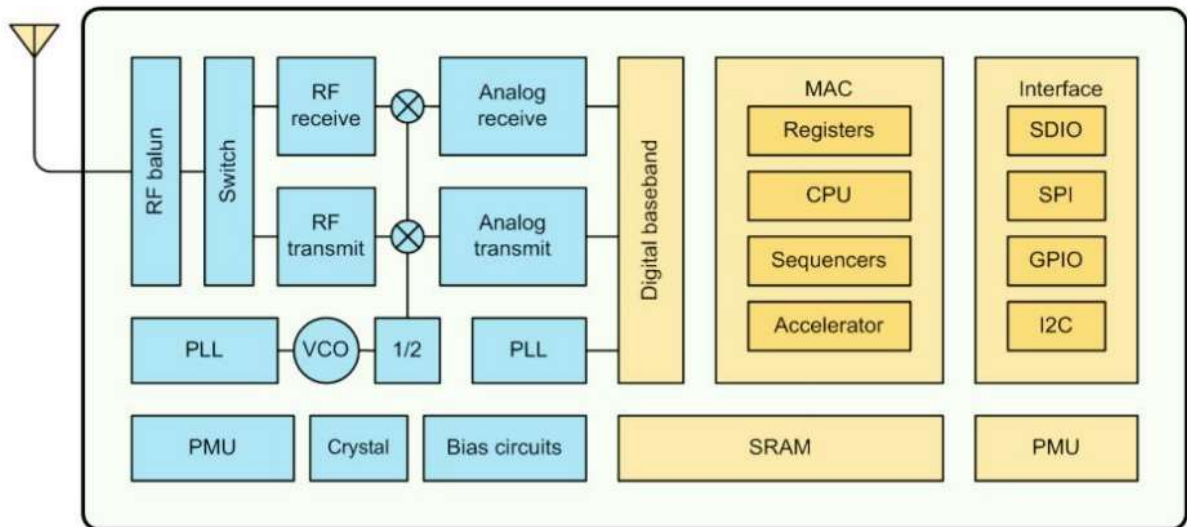 RF balun
Switch
RF
receive
Analog
receive
RF
transmit
Analog
transmit
PLL
VCO
1/2
PLL
Digital baseband
MAC
Registers
CPU
Sequencers
Accelerator
Interface
SDIO
SPI
GPIO
I2C
PMU
Crystal
Bias circuits
SRAM
PMU